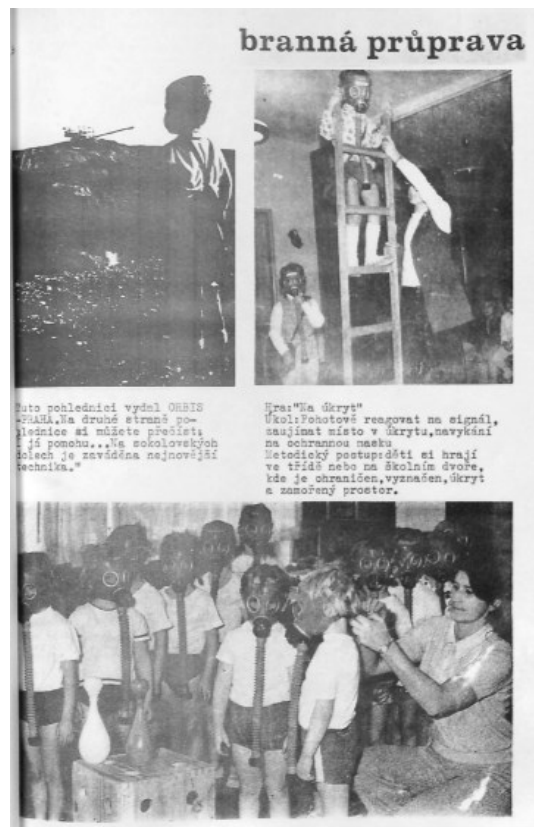 branná průprava
Tuto pohlednici vydal ORBIS
-PRAHA.Na druhé straně po-
hlednice si můžete přečíst:
i já pomohu...Na sokolovských
dolech je zaváděna nejnovější
technika."
Hra:"Na úkryt"
Úkol:Pohotově reagovat na signál,
zaujímat místo v úkrytu,navykání
na ochrannou masku
Metodický postup:děti si hrají
ve třídě nebo na školním dvoře,
kde je ohraničen,vyznačen,úkryt
a zamořený prostor.